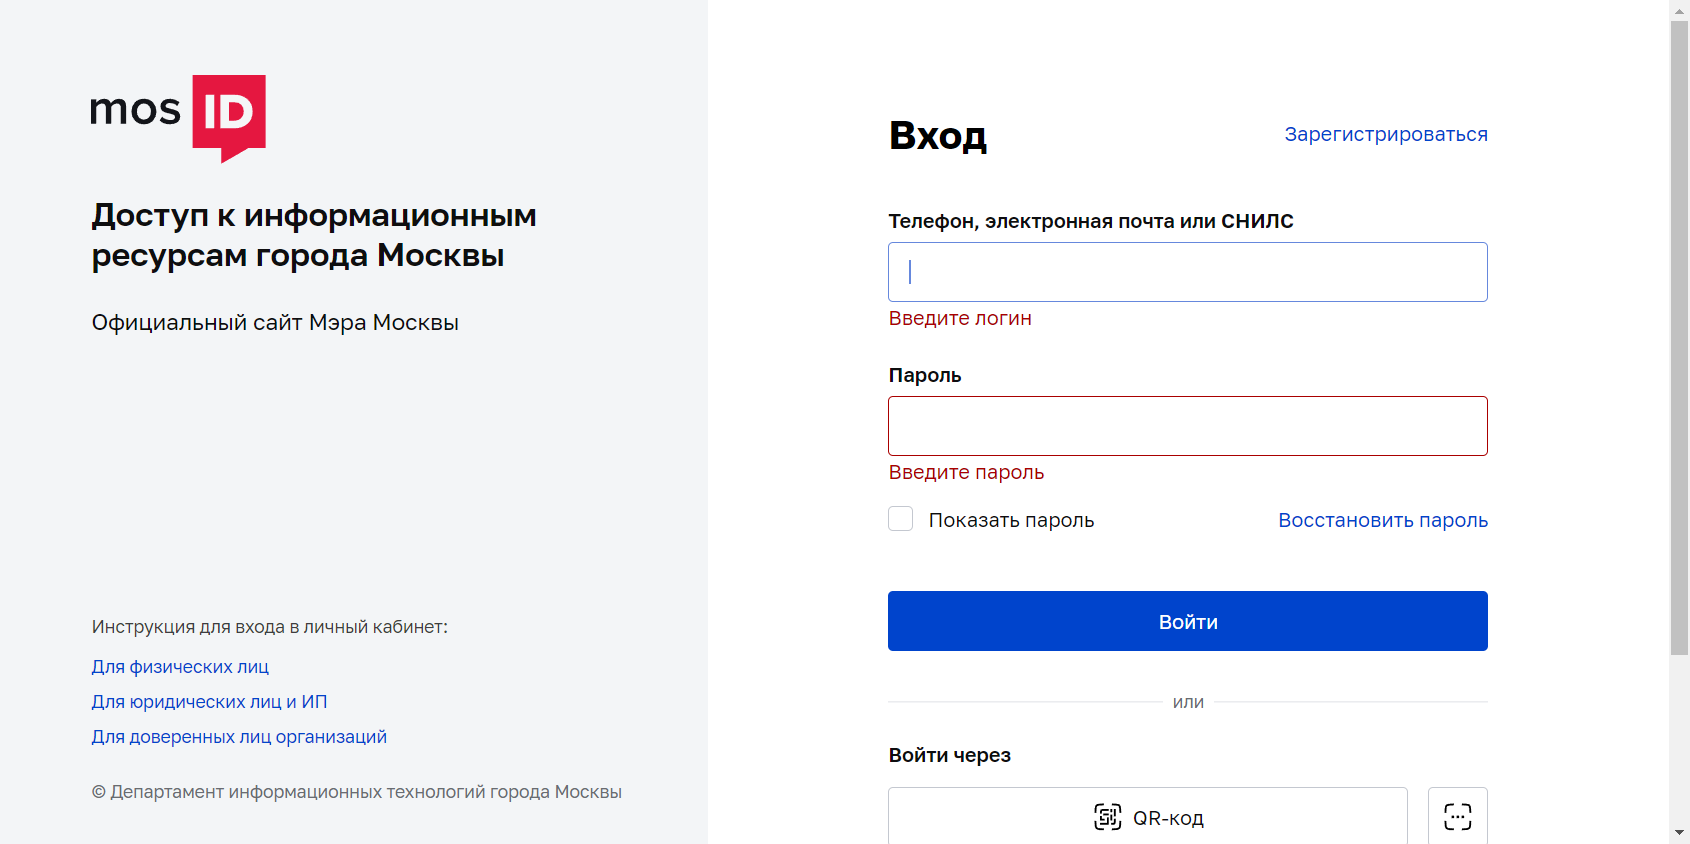 mos ID
Доступ к информационным
ресурсам города Москвы
Официальный сайт Мэра Москвы
Инструкция для входа в личный кабинет:
Для физических лиц
Для юридических лиц и ИП
Для доверенных лиц организаций
© Департамент информационных технологий города Москвы
Вход
Зарегистрироваться
Телефон, электронная почта или СНИЛС
Введите логин
Пароль
Введите пароль
Показать пароль
Восстановить пароль
Войти
или
Войти через
QR-код